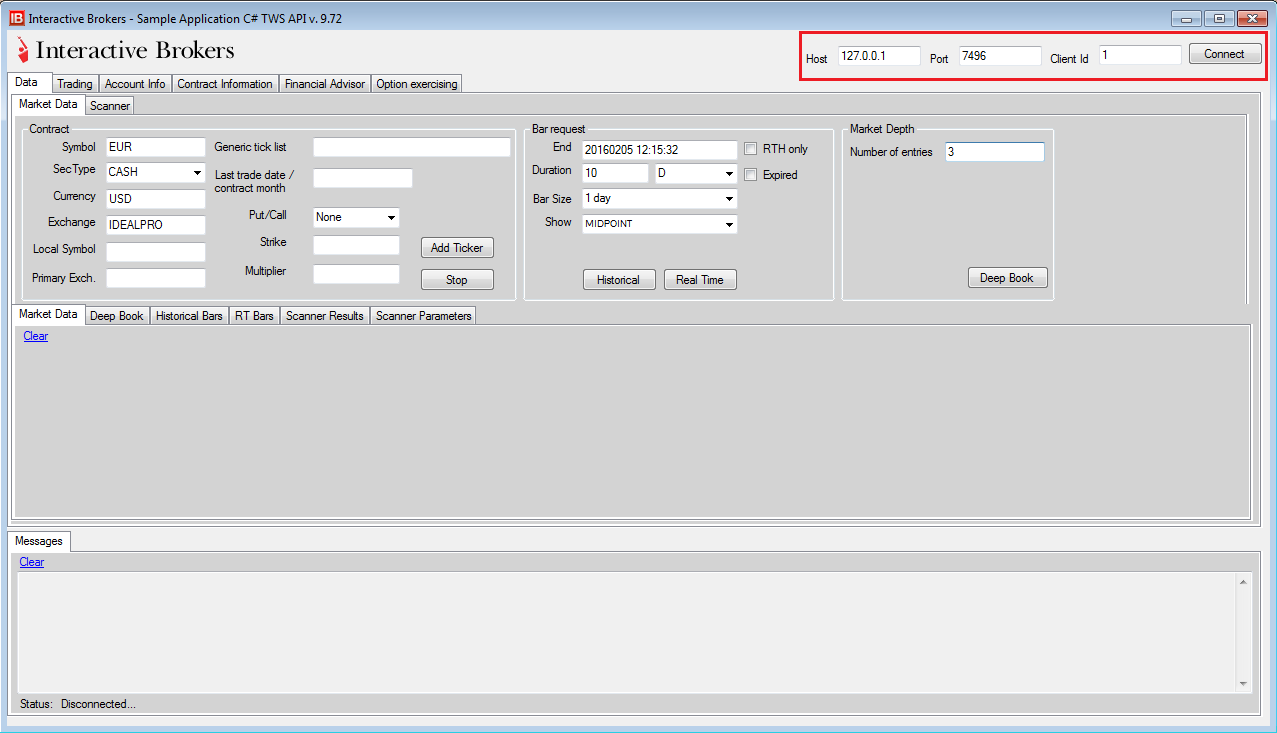 Interactive Brokers - Sample Application C# TWS API v. 9.72
Interactive Brokers
Host 127.0.0.1 Port 7496 Client Id 1 Connect
Data Trading Account Info Contract Information Financial Advisor Option exercising
Market Data Scanner
Contract
Symbol EUR Generic tick list
SecType CASH Last trade date /
contract month
Currency USD
Put/Call None
Exchange IDEALPRO
Strike
Local Symbol
Add Ticker
Multiplier
Primary Exch.
Stop
Bar request
End 20160205 12:15:32 RTH only
Duration 10 D Expired
Bar Size 1 day
Show MIDPOINT
Historical Real Time
Market Depth
Number of entries 3
Deep Book
Market Data Deep Book Historical Bars RT Bars Scanner Results Scanner Parameters
Clear
Messages
Clear
Status: Disconnected...